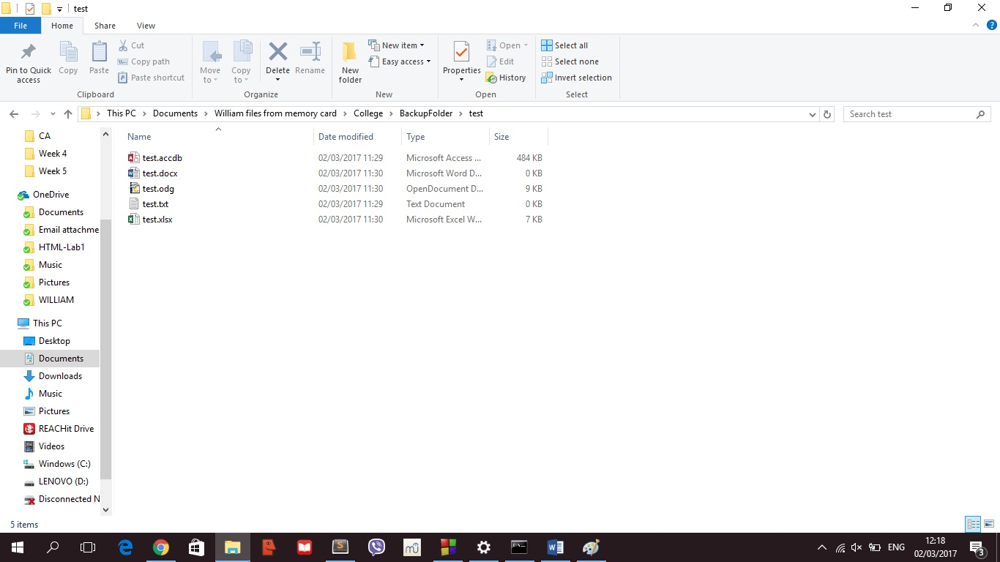 test
File Home Share View
Pin to Quick access
Copy
Paste
Cut
Copy path
Paste shortcut
Clipboard
Move to
Copy to
Delete
Rename
Organize
New folder
New item
Easy access
New
Properties
Open
Edit
History
Open
Select all
Select none
Invert selection
Select
This PC > Documents > William files from memory card > College > BackupFolder > test
Search test
CA
Week 4
Week 5
OneDrive
Documents
Email attachme
HTML-Lab1
Music
Pictures
WILLIAM
This PC
Desktop
Documents
Downloads
Music
Pictures
REACHit Drive
Videos
Windows (C:)
LENOVO (D:)
Disconnected N
Name Date modified Type Size
test.accdb 02/03/2017 11:29 Microsoft Access ... 484 KB
test.docx 02/03/2017 11:30 Microsoft Word D... 0 KB
test.odg 02/03/2017 11:30 OpenDocument D... 9 KB
test.txt 02/03/2017 11:29 Text Document 0 KB
test.xlsx 02/03/2017 11:30 Microsoft Excel W... 7 KB
5 items
ENG
12:18
02/03/2017
3